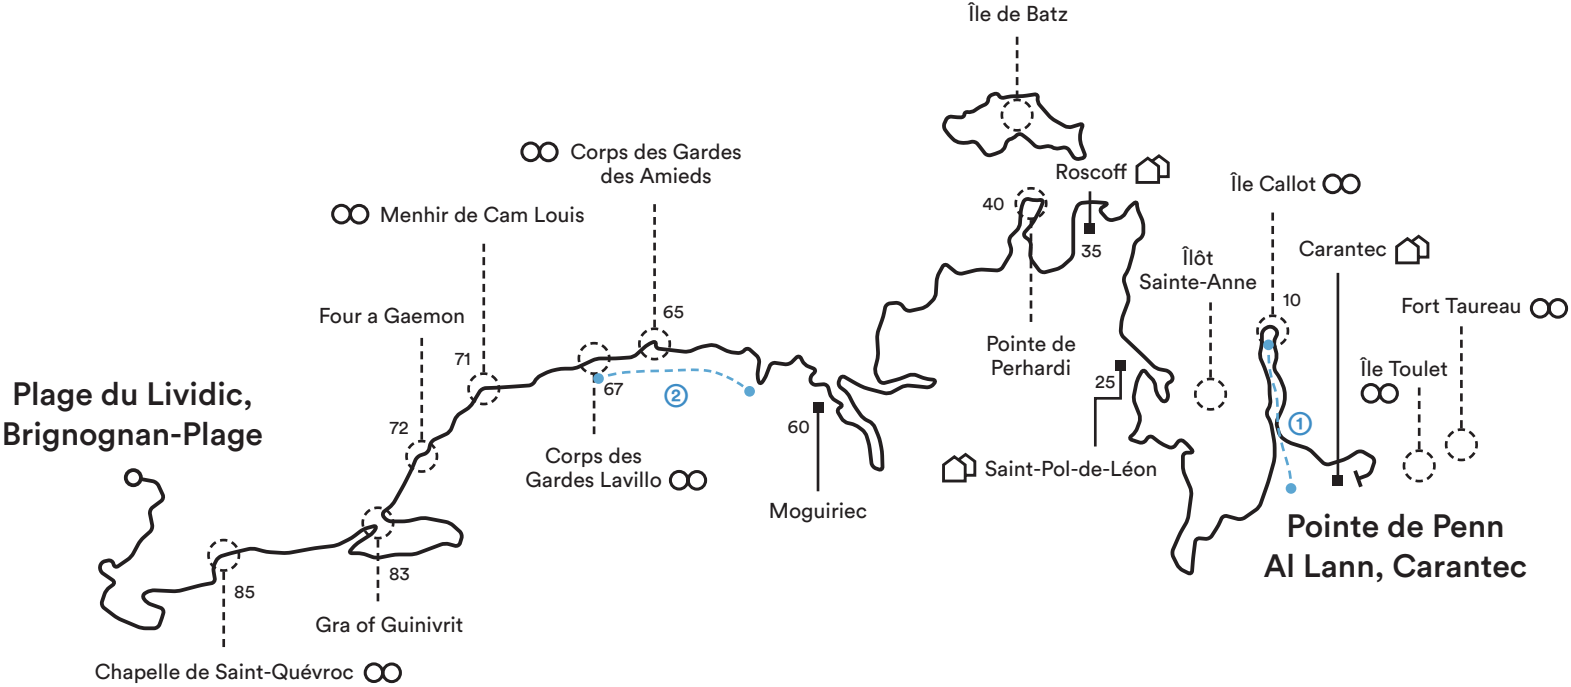 Île de Batz
Corps des Gardes
des Amieds
Roscoff
Île Callot
Menhir de Cam Louis
40
35
Îlôt
Sainte-Anne
Carantec
10
Fort Taureau
Four a Gaemon
65
71
Pointe de
Perhardi
Île Toulet
25
67
2
1
Plage du Lividic,
Brignognan-Plage
72
60
Corps des
Gardes Lavillo
Saint-Pol-de-Léon
Moguiriec
Pointe de Penn
Al Lann, Carantec
83
85
Gra of Guinivrit
Chapelle de Saint-Quévroc